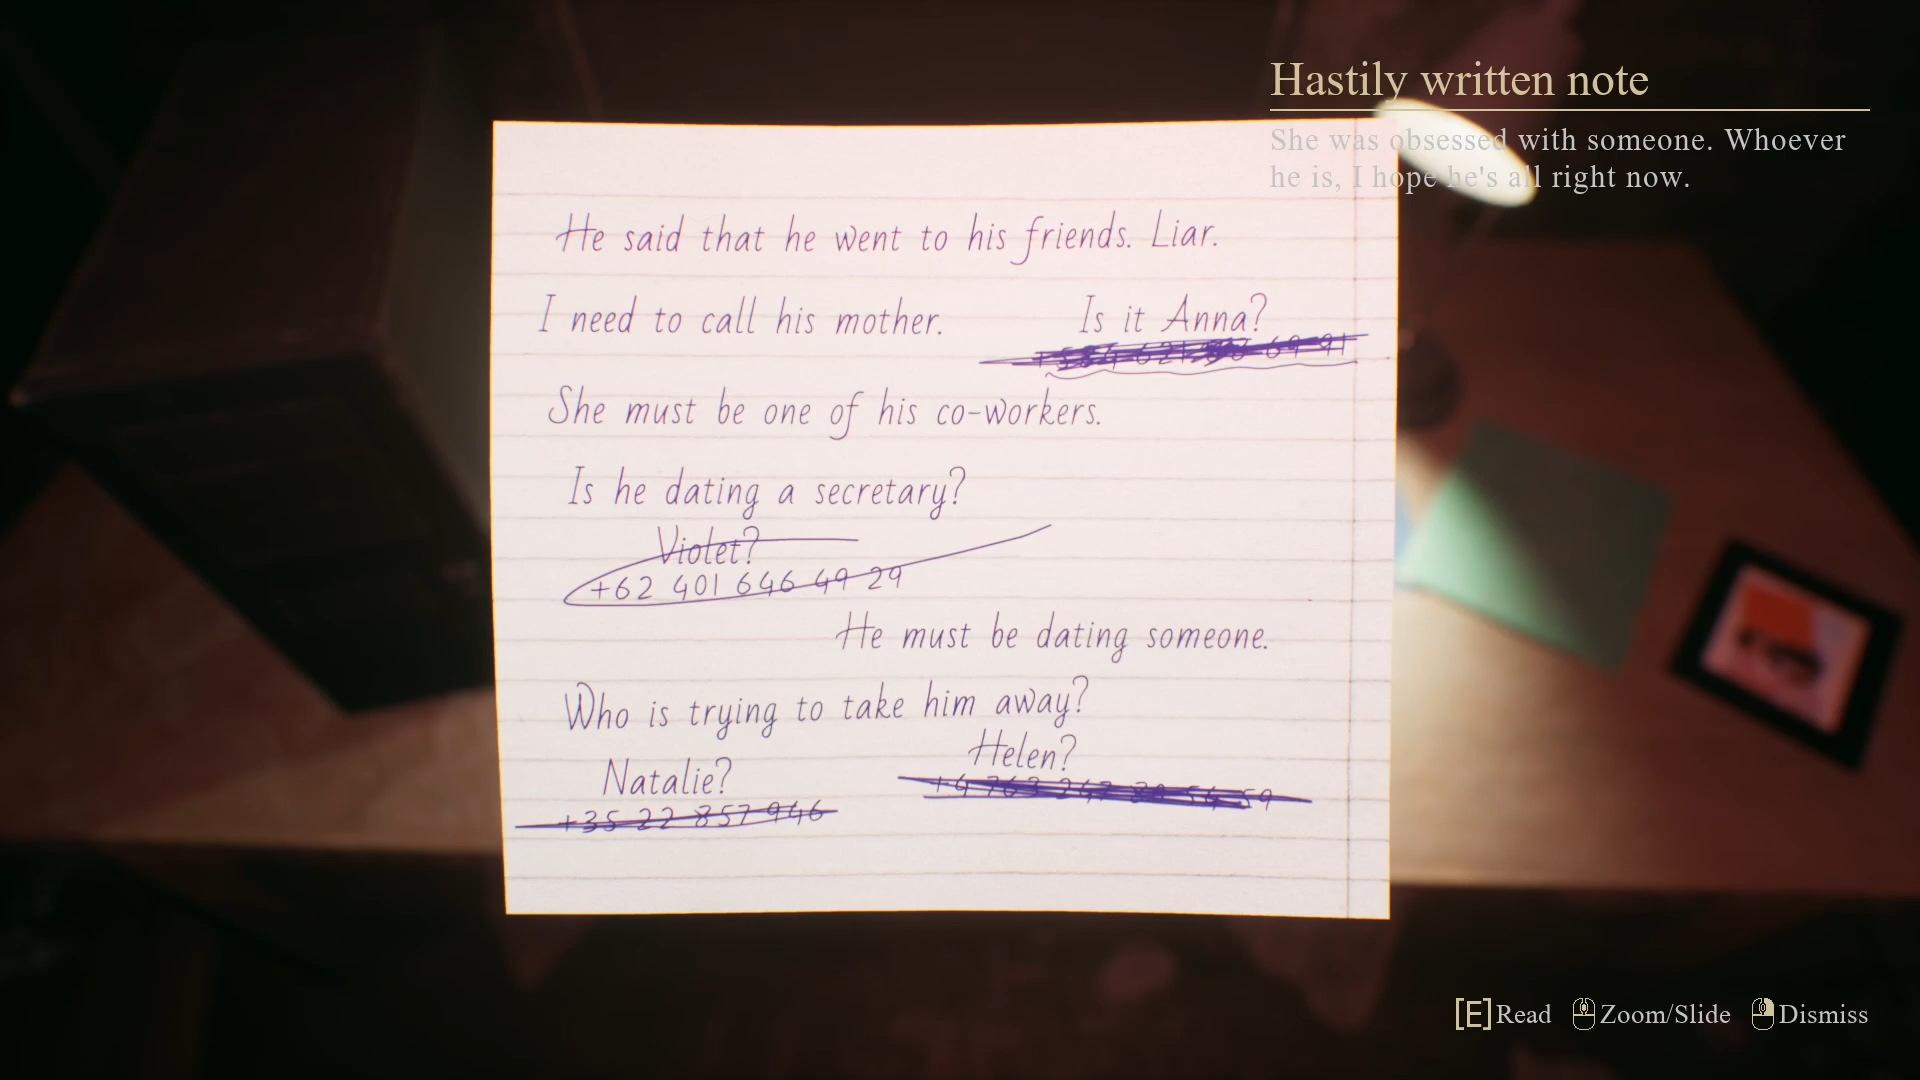 Hastily written note
She was obsessed with someone. Whoever
he is, I hope he's all right now.
He said that he went to his friends. Liar.
I need to call his mother.
Is it Anna?
She must be one of his co-workers.
Is he dating a secretary?
Violet?
+62 401 646 49 29
He must be dating someone.
Who is trying to take him away?
Helen?
Natalie?
+35 22 857 946
[E] Read
Zoom/Slide
Dismiss